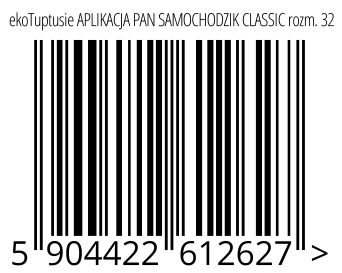 ekoTuptusie APLIKACJA PAN SAMOCHODZIK CLASSIC rozm. 32
5 904422 612627 >